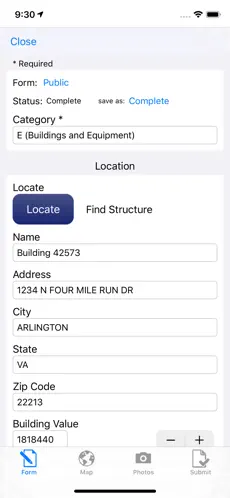 9:30
Close
* Required
Form: Public
Status: Complete save as: Complete
Category *
E (Buildings and Equipment)
Location
Locate
Locate Find Structure
Name
Building 42573
Address
1234 N FOUR MILE RUN DR
City
ARLINGTON
State
VA
Zip Code
22213
Building Value
1818440 − +
Form Map Photos Submit